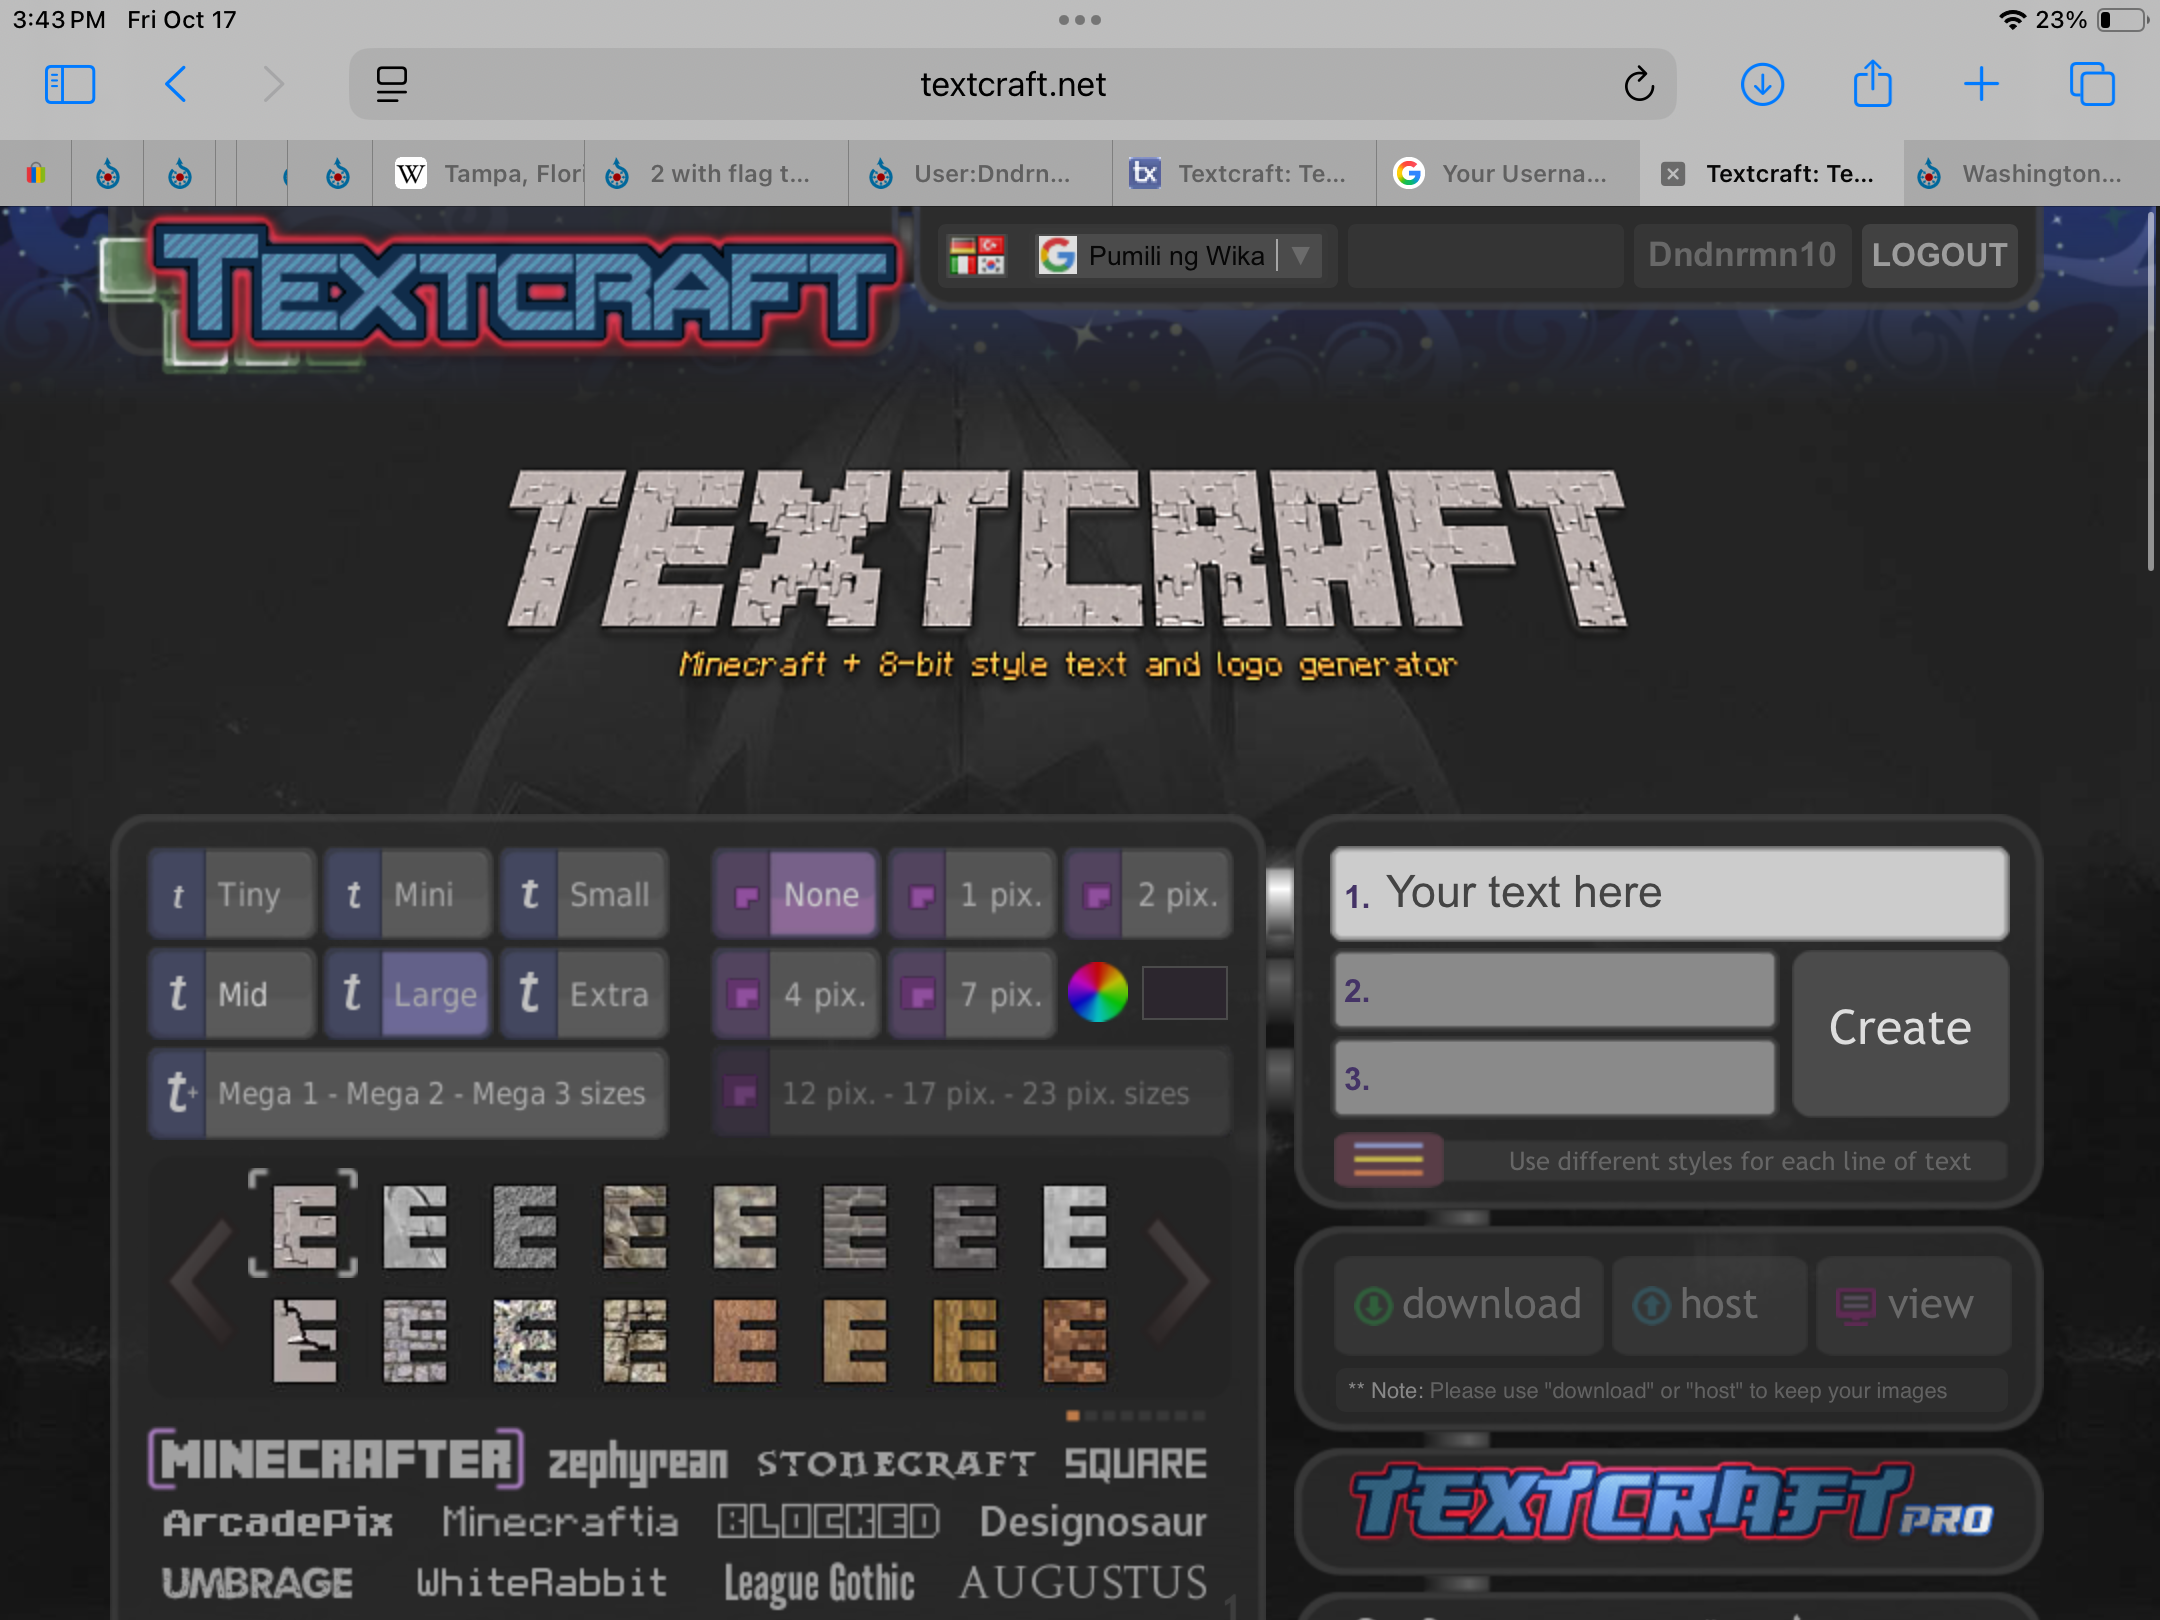 3:43 PM Fri Oct 17
23%
textcraft.net
Tampa, Flori
2 with flag t...
User:Dndrn...
tx
Textcraft: Te...
Your Userna...
Textcraft: Te...
Washington...
TEXTCRAFT
Pumili ng Wika
Dndnrmn10
LOGOUT
TEXTCRAFT
Minecraft + 8-bit style text and logo generator
t Tiny
t Mini
t Small
None
1 pix.
2 pix.
t Mid
t Large
t Extra
4 pix.
7 pix.
t+ Mega 1 - Mega 2 - Mega 3 sizes
12 pix. - 17 pix. - 23 pix. sizes
1. Your text here
2.
3.
Create
Use different styles for each line of text
E E E E E E E E
E E E E E E E E
download
host
view
** Note: Please use "download" or "host" to keep your images
MINECRAFTER zephyrean STONECRAFT SQUARE
ArcadePix Minecraftia BLOCKED Designosaur
UMBRAGE WhiteRabbit League Gothic AUGUSTUS
1
TEXTCRAFT PRO